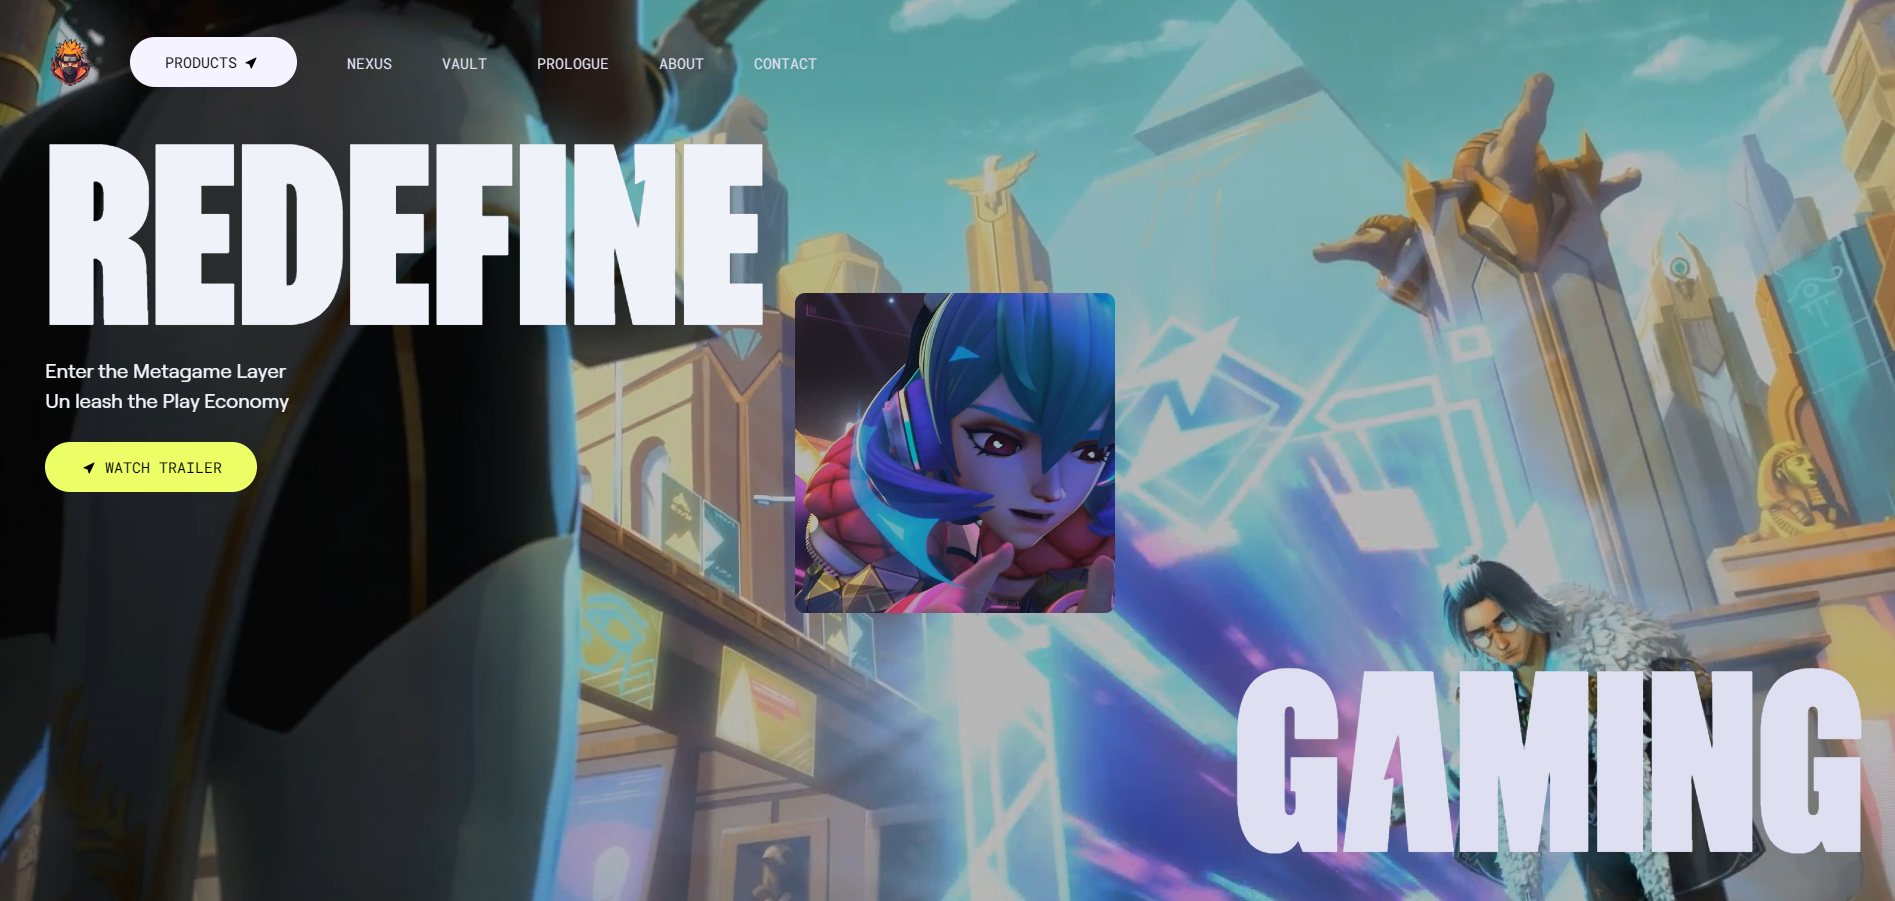 PRODUCTS
NEXUS
VAULT
PROLOGUE
ABOUT
CONTACT
REDEFINE
Enter the Metagame Layer
Un leash the Play Economy
WATCH TRAILER
GAMING